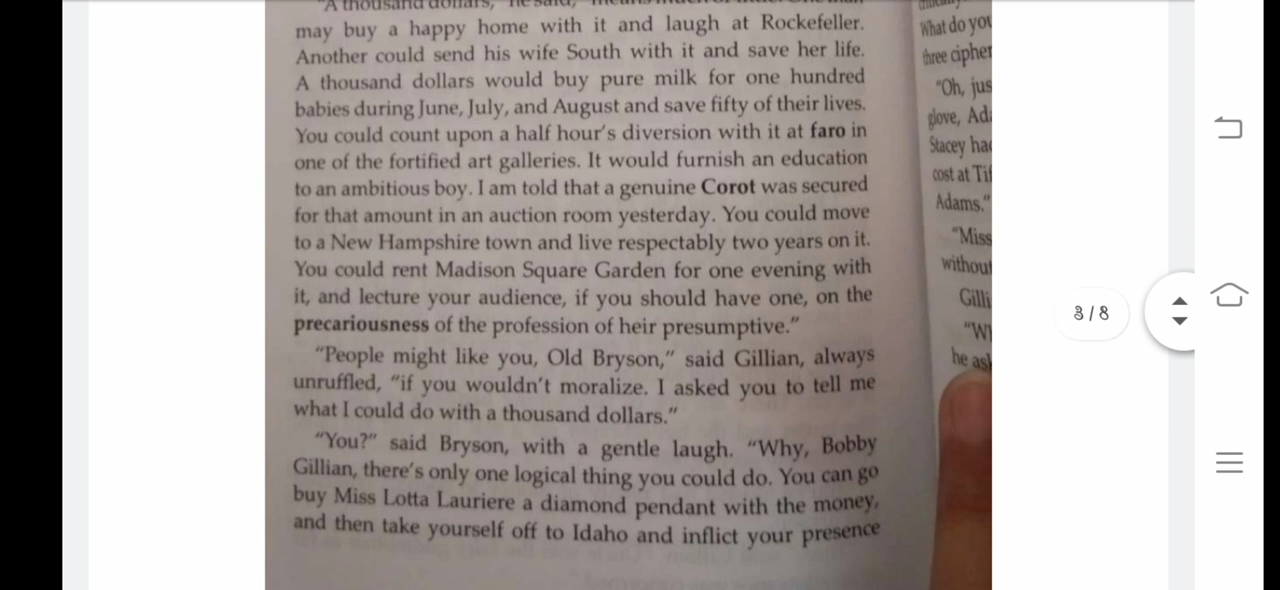 "A thousand dollars," he said, "means much or little. One man
may buy a happy home with it and laugh at Rockefeller.
Another could send his wife South with it and save her life.
A thousand dollars would buy pure milk for one hundred
babies during June, July, and August and save fifty of their lives.
You could count upon a half hour's diversion with it at faro in
one of the fortified art galleries. It would furnish an education
to an ambitious boy. I am told that a genuine Corot was secured
for that amount in an auction room yesterday. You could move
to a New Hampshire town and live respectably two years on it.
You could rent Madison Square Garden for one evening with
it, and lecture your audience, if you should have one, on the
precariousness of the profession of heir presumptive."
"People might like you, Old Bryson," said Gillian, always
unruffled, "if you wouldn't moralize. I asked you to tell me
what I could do with a thousand dollars."
"You?" said Bryson, with a gentle laugh. "Why, Bobby
Gillian, there's only one logical thing you could do. You can go
buy Miss Lotta Lauriere a diamond pendant with the money,
and then take yourself off to Idaho and inflict your presence
What do you
three cipher
"Oh, jus
glove, Ad
Stacey ha
cost at Ti
Adams."
"Miss
without
Gilli
"W
he as
3/8